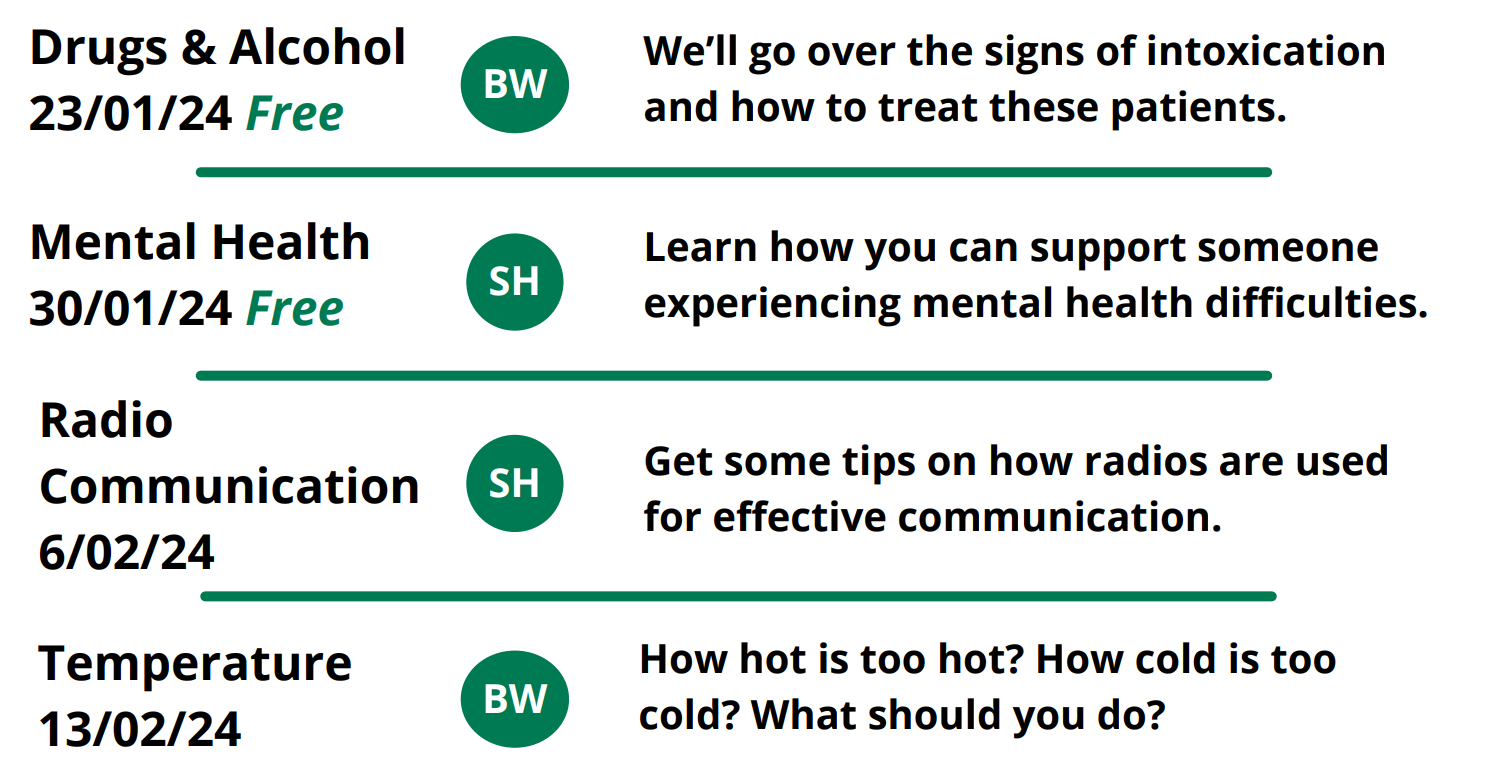 Drugs & Alcohol
23/01/24 Free
BW
We’ll go over the signs of intoxication
and how to treat these patients.
Mental Health
30/01/24 Free
SH
Learn how you can support someone
experiencing mental health difficulties.
Radio
Communication
6/02/24
SH
Get some tips on how radios are used
for effective communication.
Temperature
13/02/24
BW
How hot is too hot? How cold is too
cold? What should you do?